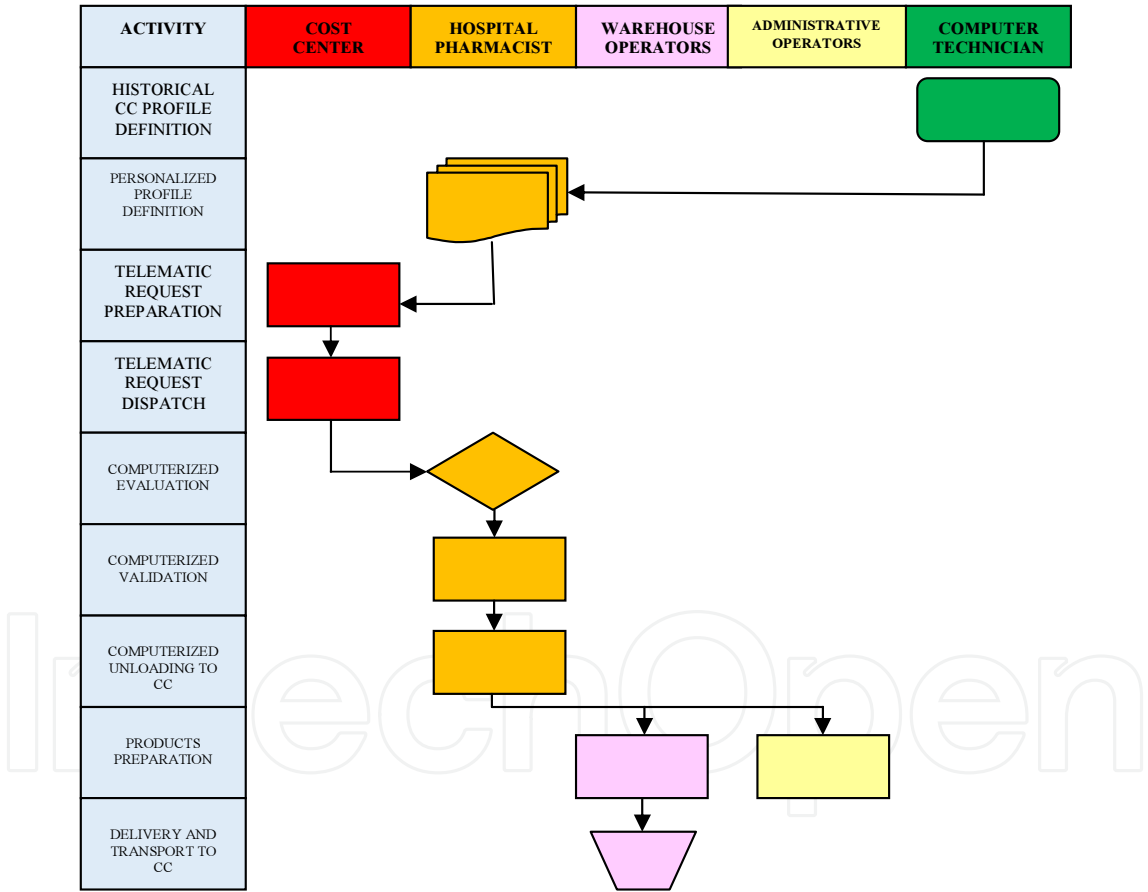 ACTIVITY
COST
CENTER
HOSPITAL
PHARMACIST
WAREHOUSE
OPERATORS
ADMINISTRATIVE
OPERATORS
COMPUTER
TECHNICIAN
HISTORICAL
CC PROFILE
DEFINITION
PERSONALIZED
PROFILE
DEFINITION
TELEMATIC
REQUEST
PREPARATION
TELEMATIC
REQUEST
DISPATCH
COMPUTERIZED
EVALUATION
COMPUTERIZED
VALIDATION
COMPUTERIZED
UNLOADING TO
CC
PRODUCTS
PREPARATION
DELIVERY AND
TRANSPORT TO
CC
IntechOpen